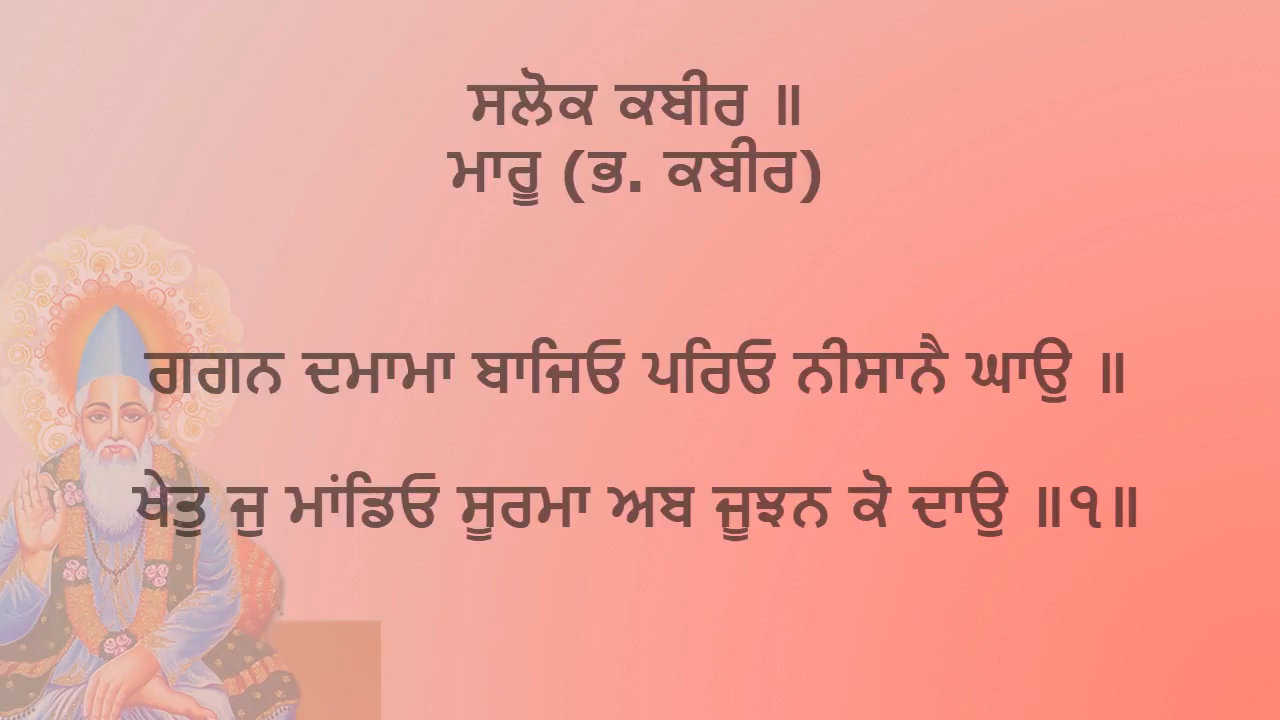 ਸਲੋਕ ਕਬੀਰ ॥
ਮਾਰੂ (ਭ. ਕਬੀਰ)
ਗਗਨ ਦਮਾਮਾ ਬਾਜਿਓ ਪਰਿਓ ਨੀਸਾਨੈ ਘਾਉ ॥
ਖੇਤੁ ਜੁ ਮਾਂਡਿਓ ਸੂਰਮਾ ਅਬ ਜੂਝਨ ਕੋ ਦਾਉ ॥੧॥